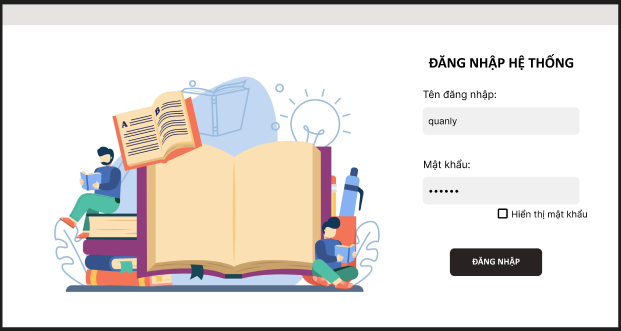 ĐĂNG NHẬP HỆ THỐNG
Tên đăng nhập:
quanly
Mật khẩu:
••••••
Hiển thị mật khẩu
ĐĂNG NHẬP
A
B